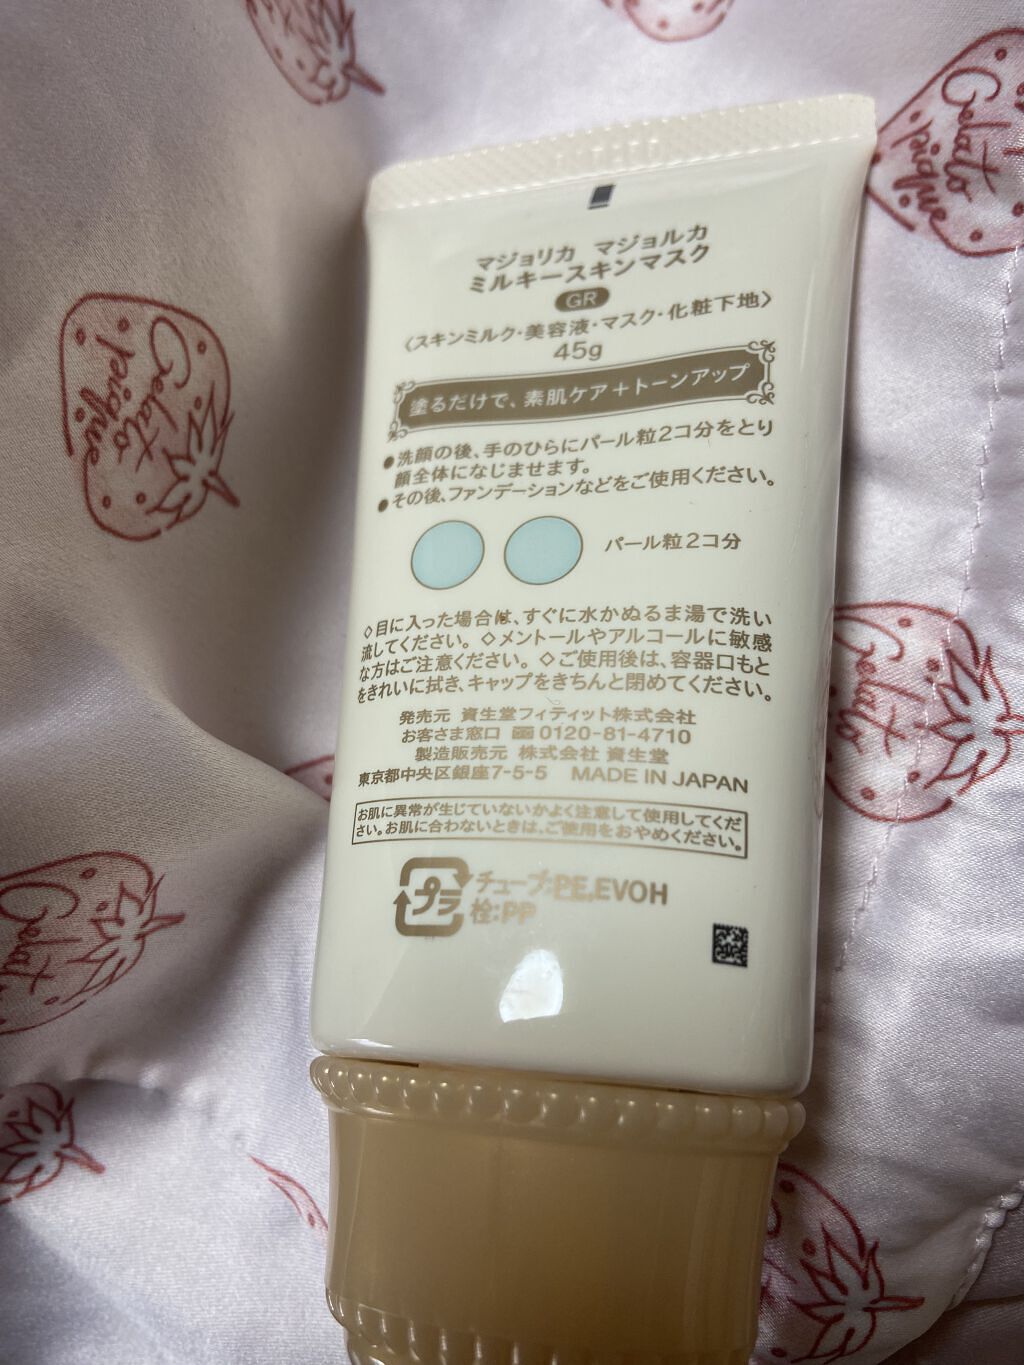 マジョリカ マジョルカ
ミルキースキンマスク
GR
〈スキンミルク・美容液・マスク・化粧下地〉
45g
塗るだけで、素肌ケア＋トーンアップ
●洗顔の後、手のひらにパール粒2コ分をとり
顔全体になじませます。
●その後、ファンデーションなどをご使用ください。
パール粒2コ分
◇目に入った場合は、すぐに水かぬるま湯で洗い
流してください。◇メントールやアルコールに敏感
な方はご注意ください。◇ご使用後は、容器口もと
をきれいに拭き、キャップをきちんと閉めてください。
発売元 資生堂フィティット株式会社
お客さま窓口 0120-81-4710
製造販売元 株式会社 資生堂
東京都中央区銀座7-5-5 MADE IN JAPAN
お肌に異常が生じていないかよく注意して使用してくだ
さい。お肌に合わないときは、ご使用をおやめください。
プラ
チューブ:PE,EVOH
栓:PP
Gelato
pique
Gelato
pique
Gelato
Gelato